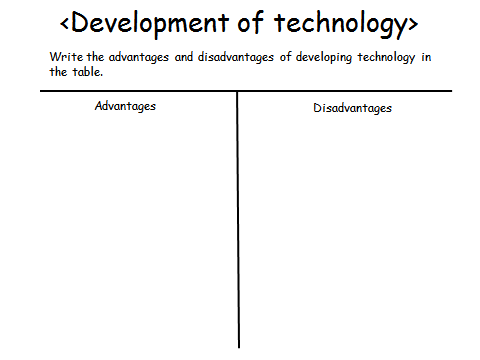 <Development of technology>
Write the advantages and disadvantages of developing technology in
the table.
Advantages
Disadvantages